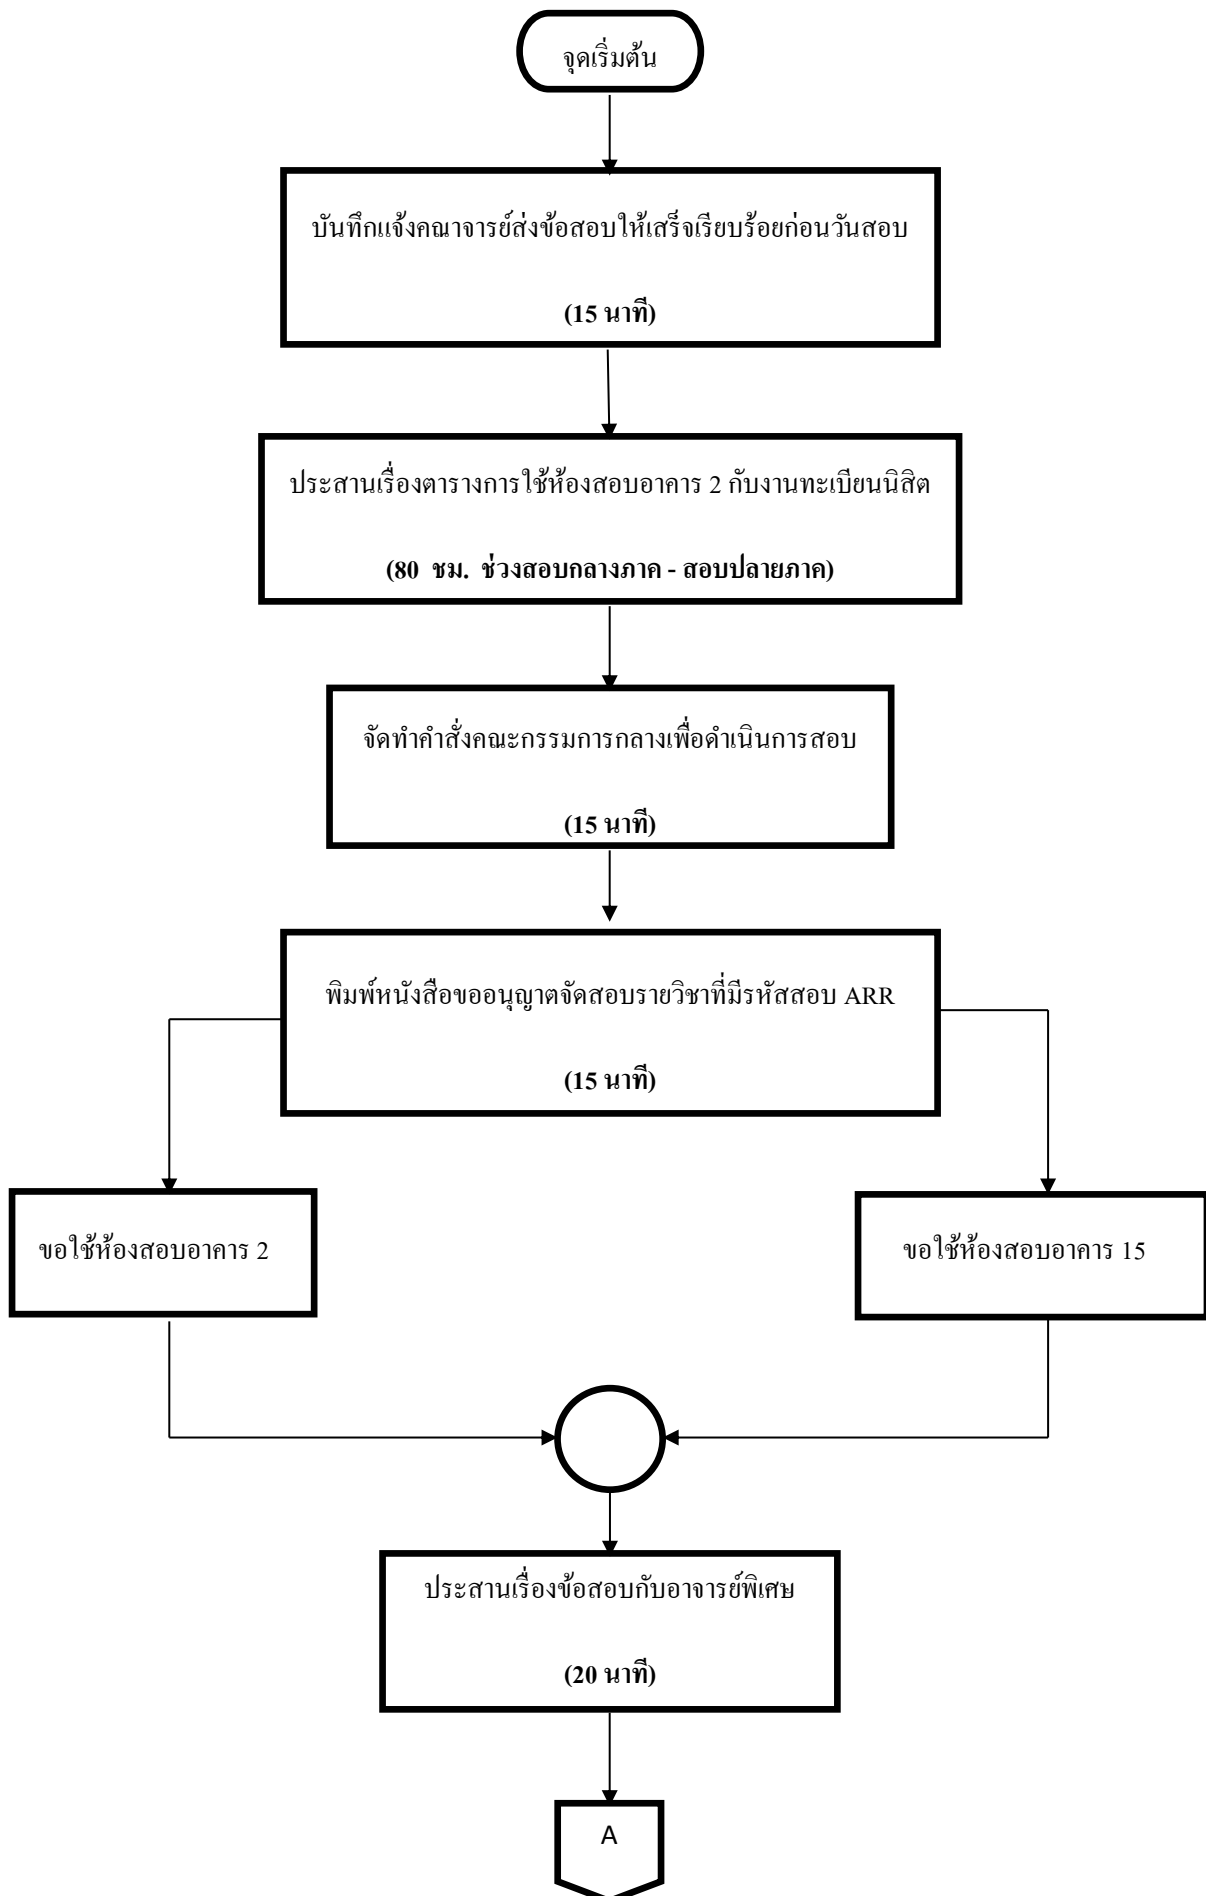 จุดเริ่มต้น
บันทึกแจ้งคณาจารย์ส่งข้อสอบให้เสร็จเรียบร้อยก่อนวันสอบ
(15 นาที)
ประสานเรื่องตารางการใช้ห้องสอบอาคาร 2 กับงานทะเบียนนิสิต
(80 ชม. ช่วงสอบกลางภาค - สอบปลายภาค)
จัดทำคำสั่งคณะกรรมการกลางเพื่อดำเนินการสอบ
(15 นาที)
พิมพ์หนังสือขออนุญาตจัดสอบรายวิชาที่มีรหัสสอบ ARR
(15 นาที)
ขอใช้ห้องสอบอาคาร 2
ขอใช้ห้องสอบอาคาร 15
ประสานเรื่องข้อสอบกับอาจารย์พิเศษ
(20 นาที)
A